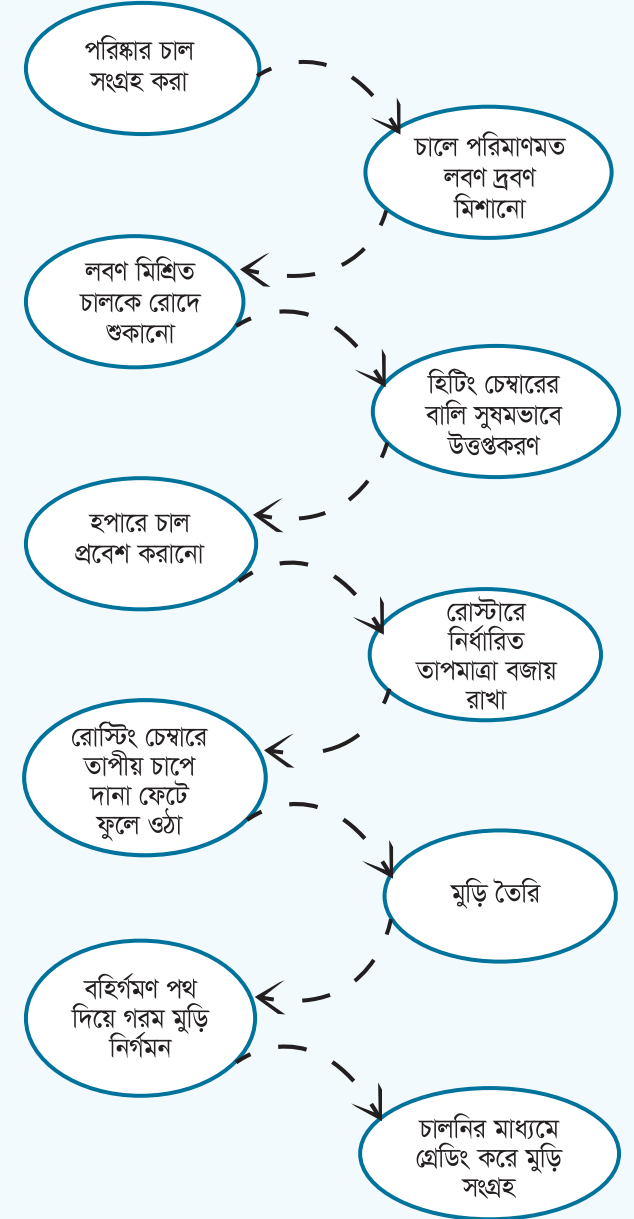 পরিষ্কার চাল
সংগ্রহ করা
চালে পরিমাণমত
লবণ দ্রবণ
মিশানো
লবণ মিশ্রিত
চালকে রোদে
শুকানো
হিটিং চেম্বারের
বালি সুষমভাবে
উত্তপ্তকরণ
হপারে চাল
প্রবেশ করানো
রোস্টারে
নির্ধারিত
তাপমাত্রা বজায়
রাখা
রোস্টিং চেম্বারে
তাপীয় চাপে
দানা ফেটে
ফুলে ওঠা
মুড়ি তৈরি
বহির্গমণ পথ
দিয়ে গরম মুড়ি
নির্গমন
চালনির মাধ্যমে
গ্রেডিং করে মুড়ি
সংগ্রহ